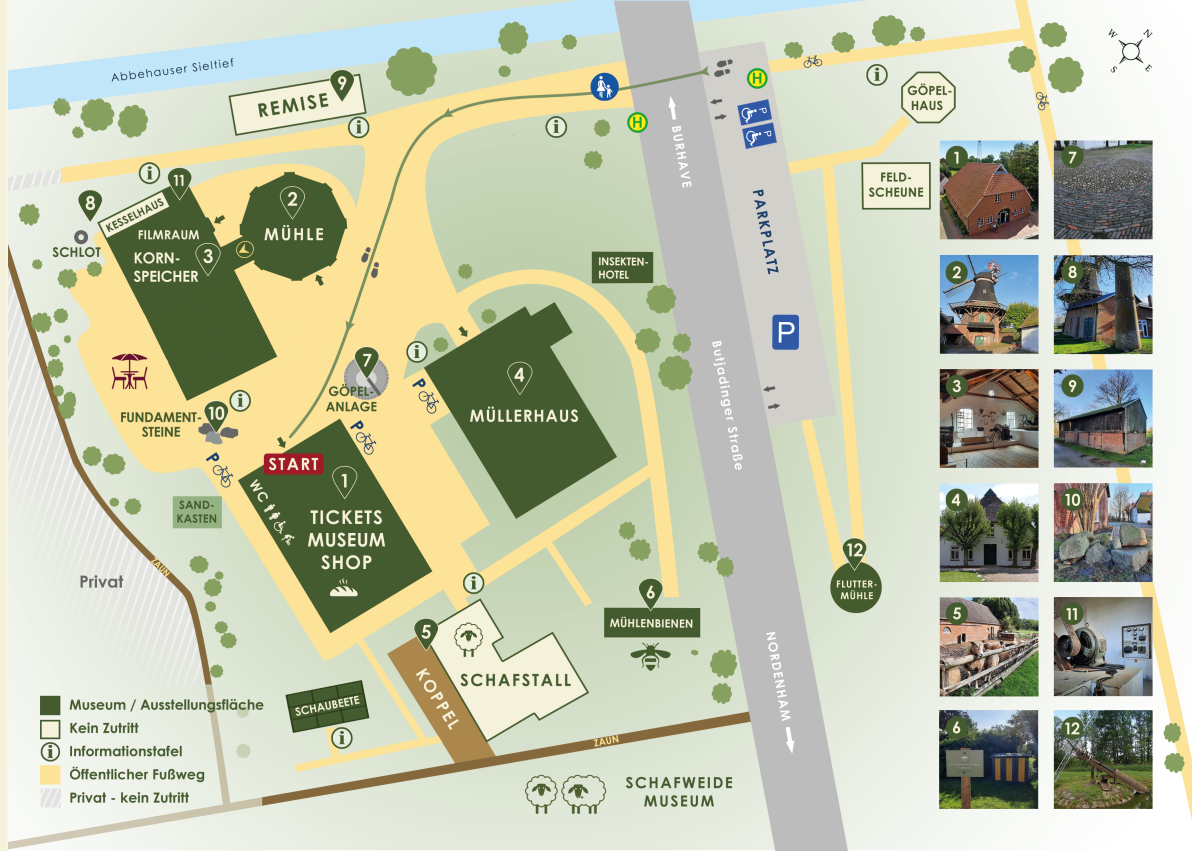 Abbehauser Sieltief
9
REMISE
H
H
i
i
i
i
i
i
i
i
P
P
GÖPEL-
HAUS
FELD-
SCHEUNE
W
N
S
E
BURHAVE
PARKPLATZ
P
Butjadinger Straße
NORDENHAM
11
8
KESSELHAUS
SCHLOT
FILMRAUM
KORN-
SPEICHER
3
2
MÜHLE
INSEKTEN-
HOTEL
7
GÖPEL-
ANLAGE
4
MÜLLERHAUS
P
P
P
10
FUNDAMENT-
STEINE
START
1
WC
TICKETS
MUSEUM
SHOP
SAND-
KASTEN
Privat
ZAUN
12
FLUTTER-
MÜHLE
6
MÜHLENBIENEN
5
KOPPEL
SCHAFSTALL
SCHAUBEETE
ZAUN
SCHAFWEIDE
MUSEUM
Museum / Ausstellungsfläche
Kein Zutritt
i
Informationstafel
Öffentlicher Fußweg
Privat - kein Zutritt
1
7
2
8
3
9
4
10
5
11
6
12